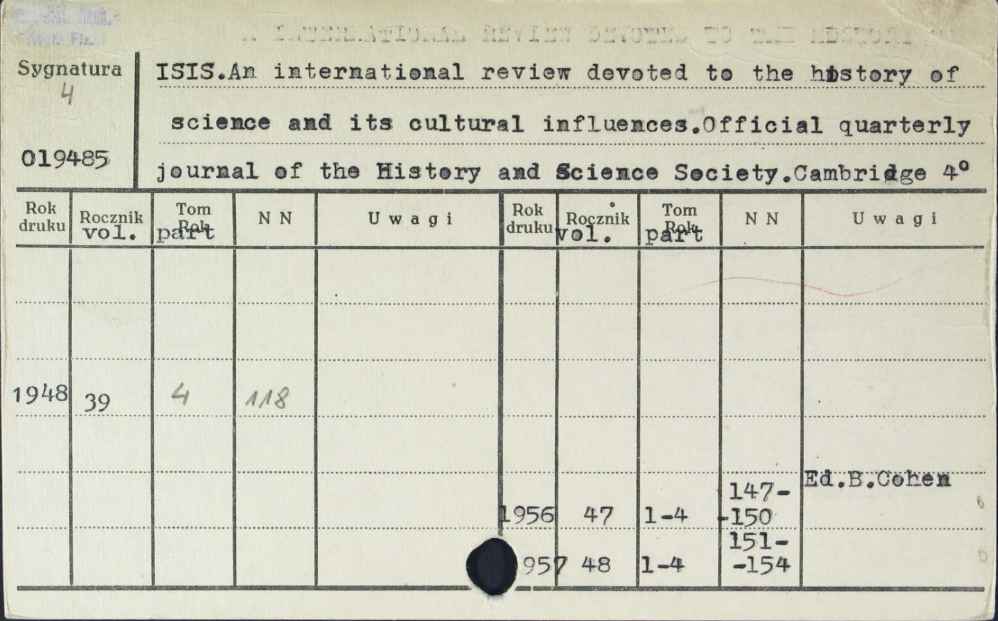 Sygnatura
4
019485
ISIS.An international review devoted to the history of
science and its cultural influences.Official quarterly
journal of the History and Science Society.Cambridge 4°
Rok druku Rocznik vol. Tom Rok part N N Uwagi Rok druku Rocznik vol. Tom Rok part N N Uwagi
1948 39 4 118
Ed.B.Cohen
147-
1956 47 1-4 -150
151-
957 48 1-4 -154